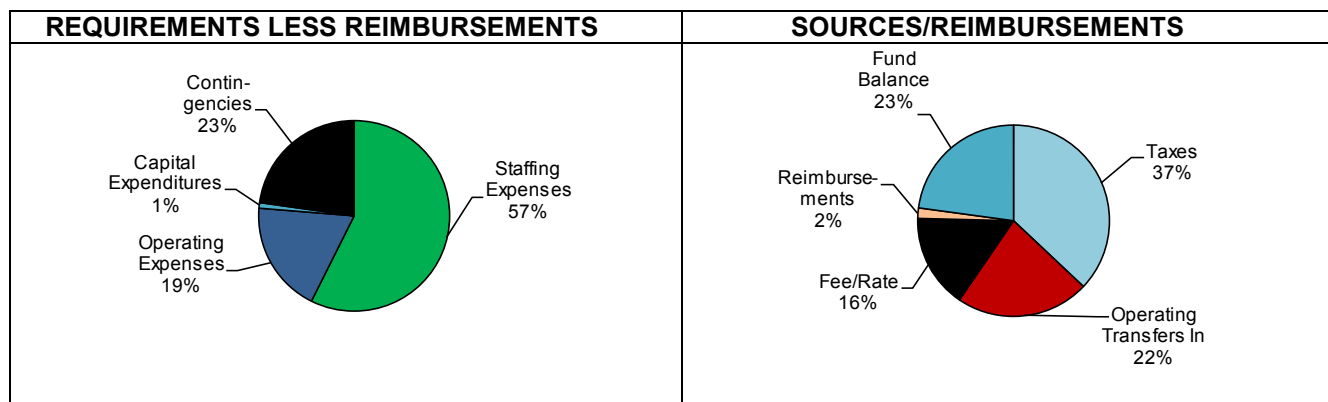 REQUIREMENTS LESS REIMBURSEMENTS
Contin-
gencies
23%
Capital
Expenditures
1%
Operating
Expenses
19%
Staffing
Expenses
57%
SOURCES/REIMBURSEMENTS
Fund
Balance
23%
Reimburse-
ments
2%
Fee/Rate
16%
Taxes
37%
Operating
Transfers In
22%